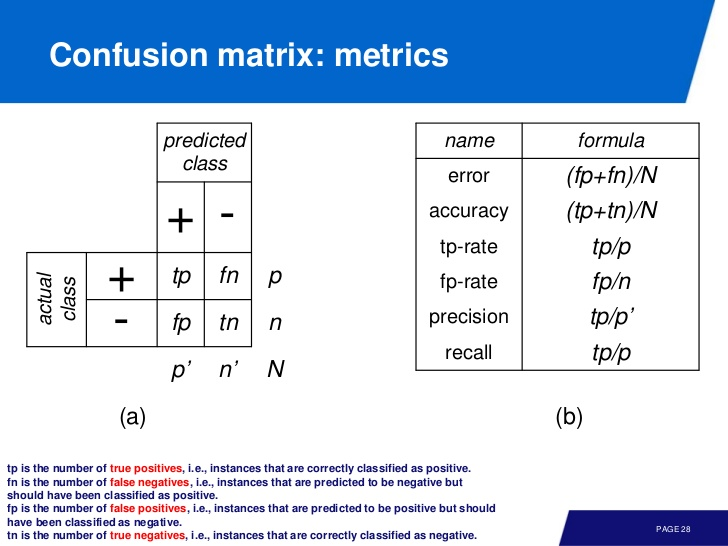 Confusion matrix: metrics
predicted
class
+ -
actual
class
+ tp fn p
- fp tn n
p’ n’ N
(a)
name formula
error (fp+fn)/N
accuracy (tp+tn)/N
tp-rate tp/p
fp-rate fp/n
precision tp/p’
recall tp/p
(b)
tp is the number of true positives, i.e., instances that are correctly classified as positive.
fn is the number of false negatives, i.e., instances that are predicted to be negative but
should have been classified as positive.
fp is the number of false positives, i.e., instances that are predicted to be positive but should
have been classified as negative.
tn is the number of true negatives, i.e., instances that are correctly classified as negative.
PAGE 28